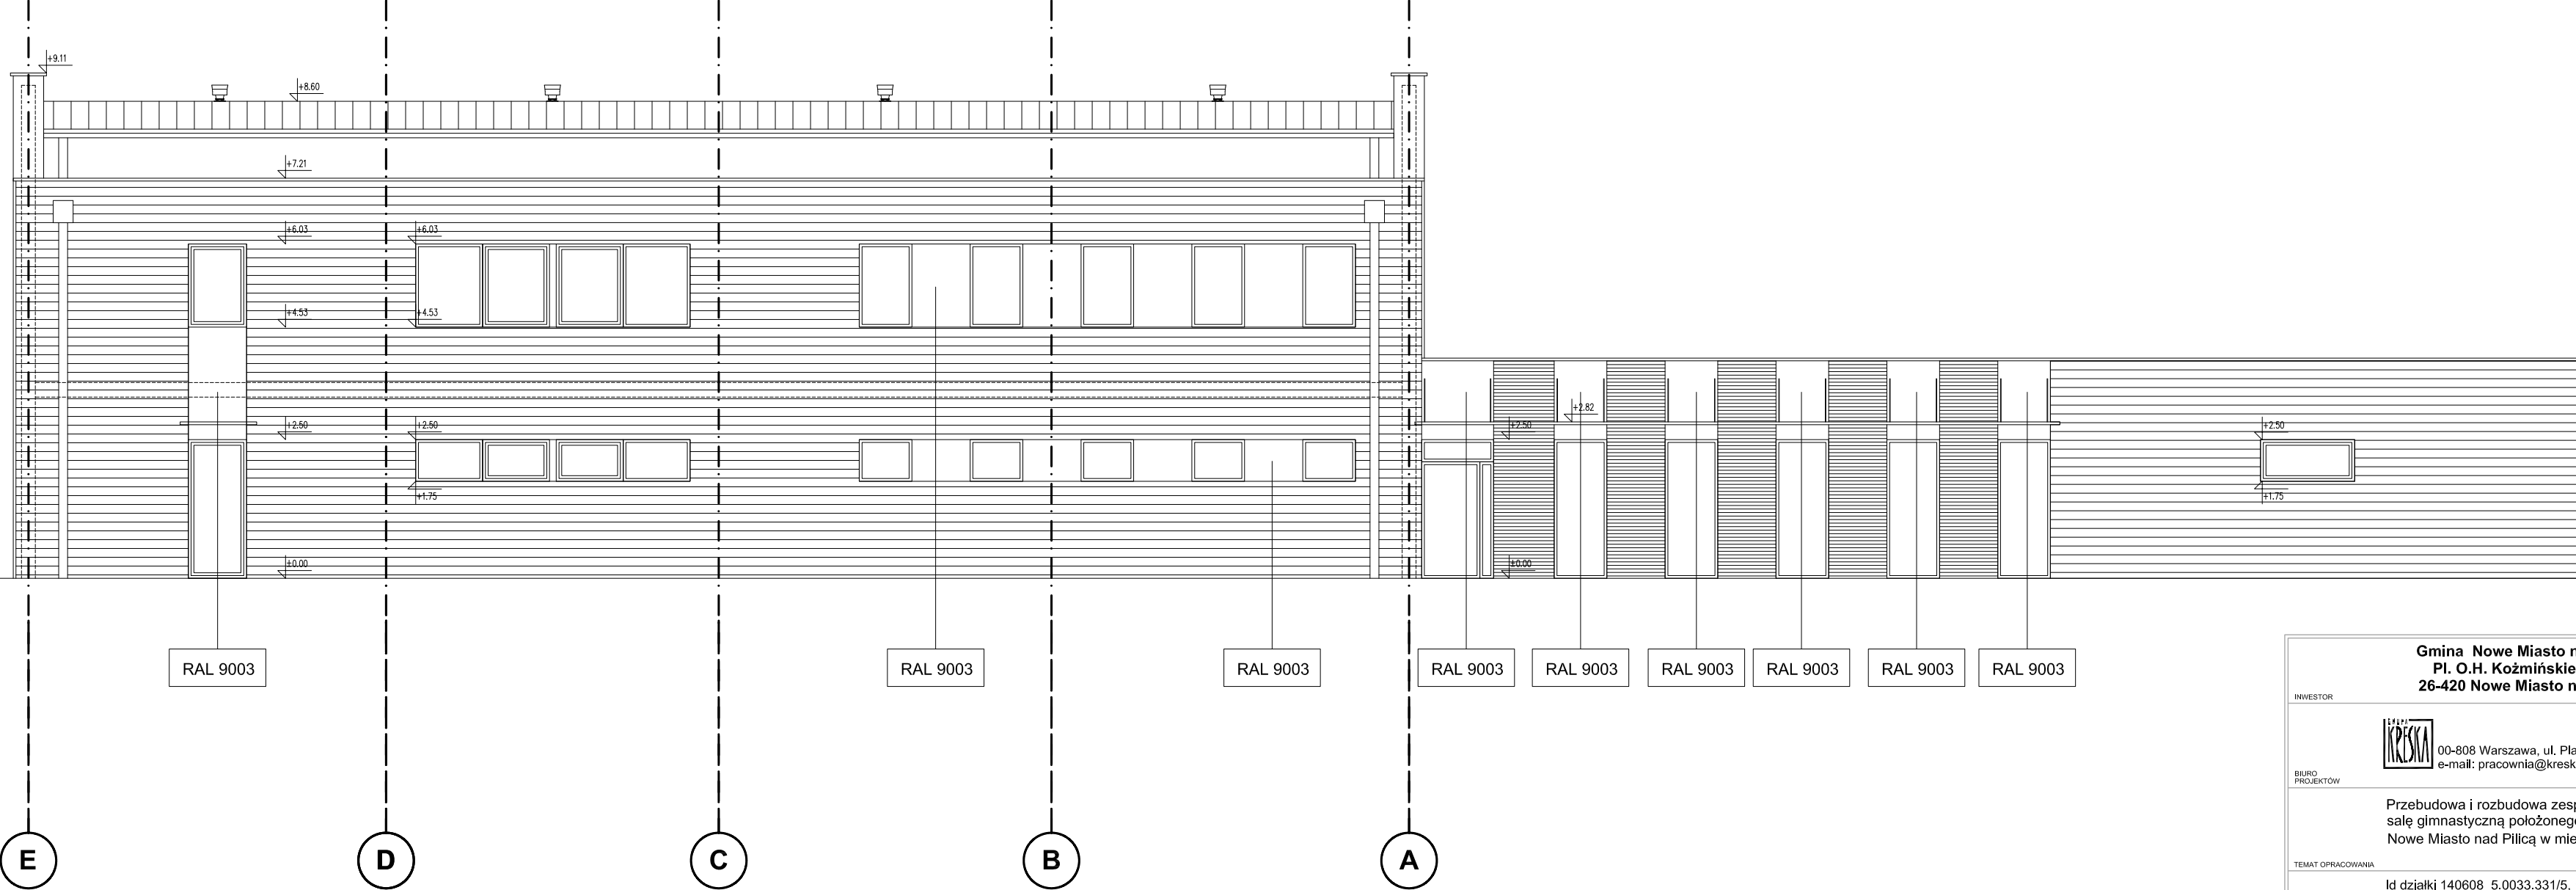 +9.11
+8.60
+7.21
+6.03
+6.03
+4.53
+4.53
+2.82
+2.50
+2.50
+2.50
+2.50
+1.75
+1.75
±0.00
±0.00
RAL 9003
RAL 9003
RAL 9003
RAL 9003
RAL 9003
RAL 9003
RAL 9003
RAL 9003
RAL 9003
E
D
C
B
A
Gmina Nowe Miasto n
Pl. O.H. Koźmińskie
26-420 Nowe Miasto n
INWESTOR
KRESKA
00-808 Warszawa, ul. Pla
e-mail: pracownia@kresk
BIURO
PROJEKTÓW
Przebudowa i rozbudowa zesp
salę gimnastyczną położonego
Nowe Miasto nad Pilicą w mie
TEMAT OPRACOWANIA
Id działki 140608_5.0033.331/5,